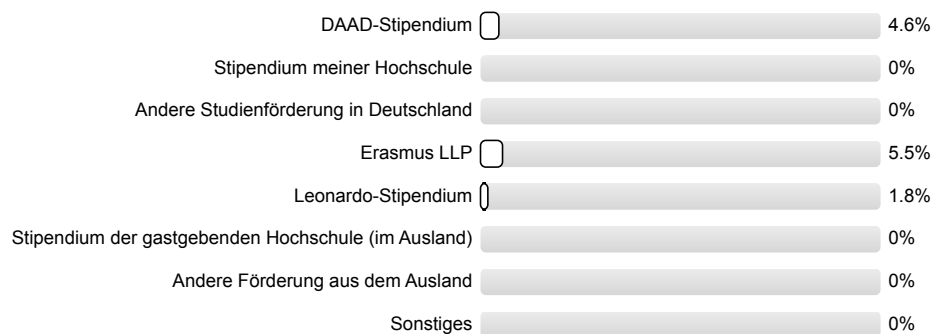 DAAD-Stipendium 4.6%
Stipendium meiner Hochschule 0%
Andere Studienförderung in Deutschland 0%
Erasmus LLP 5.5%
Leonardo-Stipendium 1.8%
Stipendium der gastgebenden Hochschule (im Ausland) 0%
Andere Förderung aus dem Ausland 0%
Sonstiges 0%